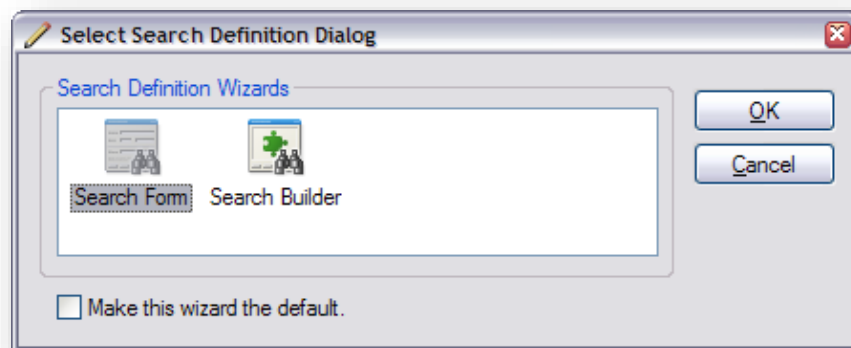 Select Search Definition Dialog
Search Definition Wizards
OK
Cancel
Search Form
Search Builder
Make this wizard the default.